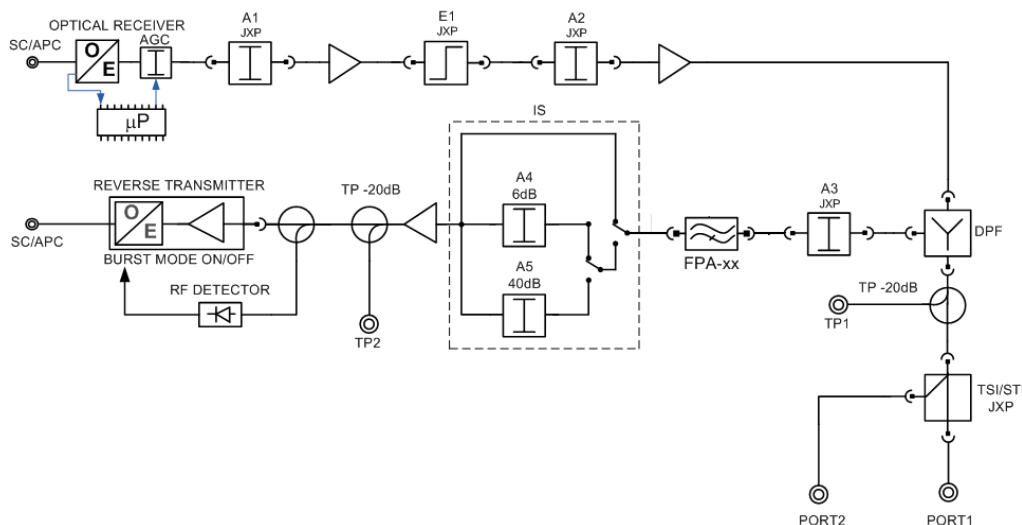 OPTICAL RECEIVER
SC/APC
O
E
AGC
µP
A1
JXP
E1
JXP
A2
JXP
IS
A4
6dB
A5
40dB
REVERSE TRANSMITTER
O
E
SC/APC
BURST MODE ON/OFF
RF DETECTOR
TP -20dB
TP2
FPA-xx
A3
JXP
DPF
TP -20dB
TP1
TSI/STI
JXP
PORT2
PORT1